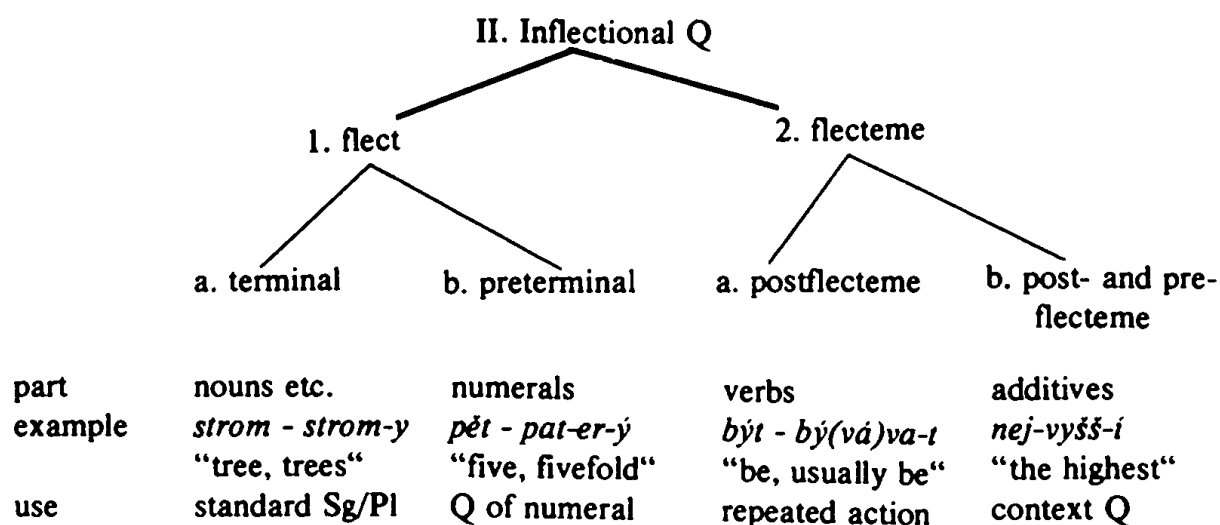 II. Inflectional Q
1. flect 2. flecteme
a. terminal b. preterminal a. postflecteme b. post- and pre-
flecteme
part nouns etc. numerals verbs additives
example strom - strom-y pět - pat-er-ý být - bý(vá)va-t nej-vyšš-í
“tree, trees“ “five, fivefold“ “be, usually be“ “the highest“
use standard Sg/Pl Q of numeral repeated action context Q